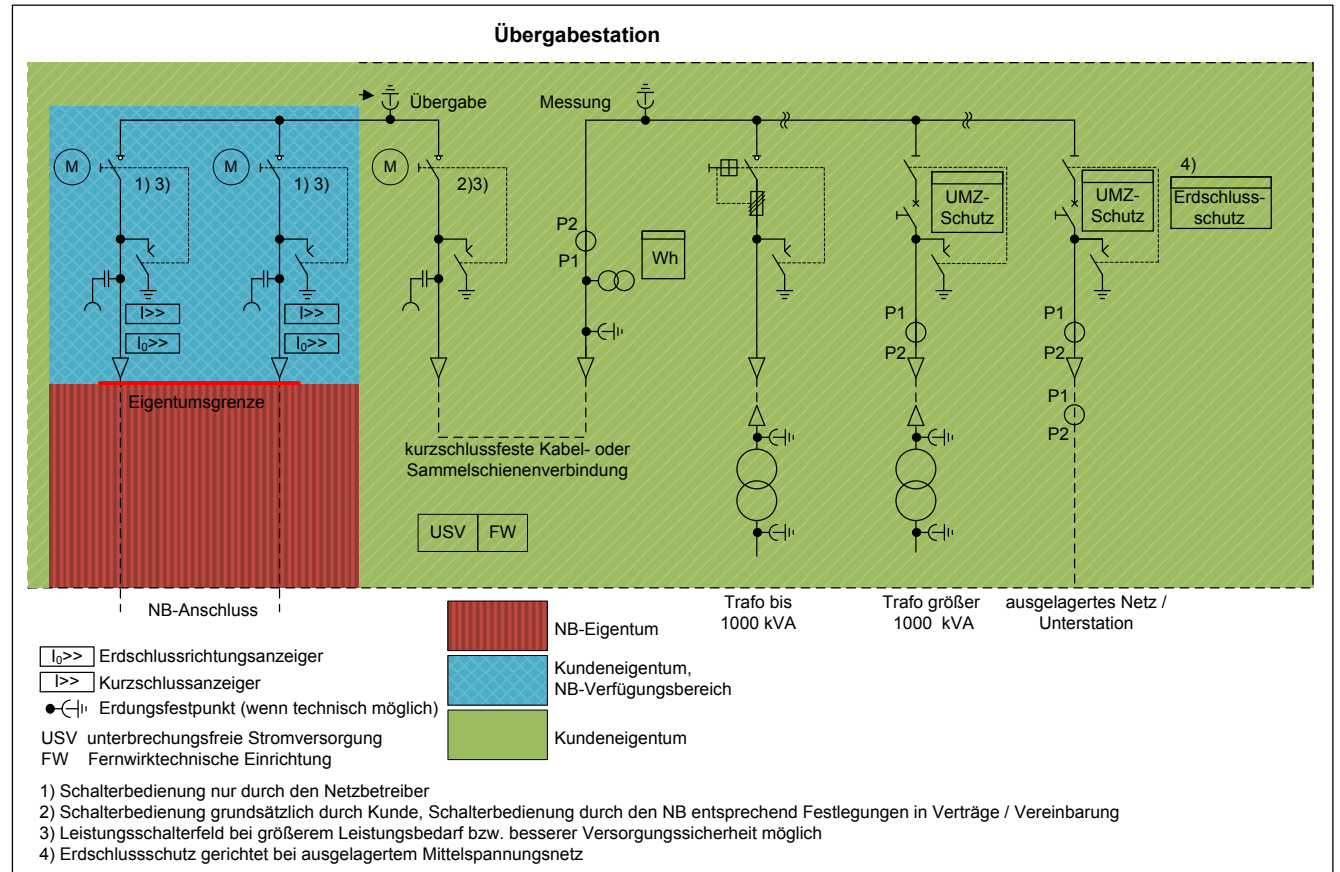 Übergabestation
Übergabe
Messung
M
1) 3)
M
1) 3)
M
2)3)
4)
UMZ-
Schutz
UMZ-
Schutz
Erdschluss-
schutz
P2
P1
Wh
I>>
I0>>
I>>
I0>>
P1
P2
P1
P2
P1
P2
Eigentumsgrenze
kurzschlussfeste Kabel- oder
Sammelschienenverbindung
USV FW
NB-Anschluss
Trafo bis
1000 kVA
Trafo größer
1000 kVA
ausgelagertes Netz /
Unterstation
I0>> Erdschlussrichtungsanzeiger
I>> Kurzschlussanzeiger
Erdungsfestpunkt (wenn technisch möglich)
USV unterbrechungsfreie Stromversorgung
FW Fernwirktechnische Einrichtung
NB-Eigentum
Kundeneigentum,
NB-Verfügungsbereich
Kundeneigentum
1) Schalterbedienung nur durch den Netzbetreiber
2) Schalterbedienung grundsätzlich durch Kunde, Schalterbedienung durch den NB entsprechend Festlegungen in Verträge / Vereinbarung
3) Leistungsschalterfeld bei größerem Leistungsbedarf bzw. besserer Versorgungssicherheit möglich
4) Erdschlussschutz gerichtet bei ausgelagertem Mittelspannungsnetz